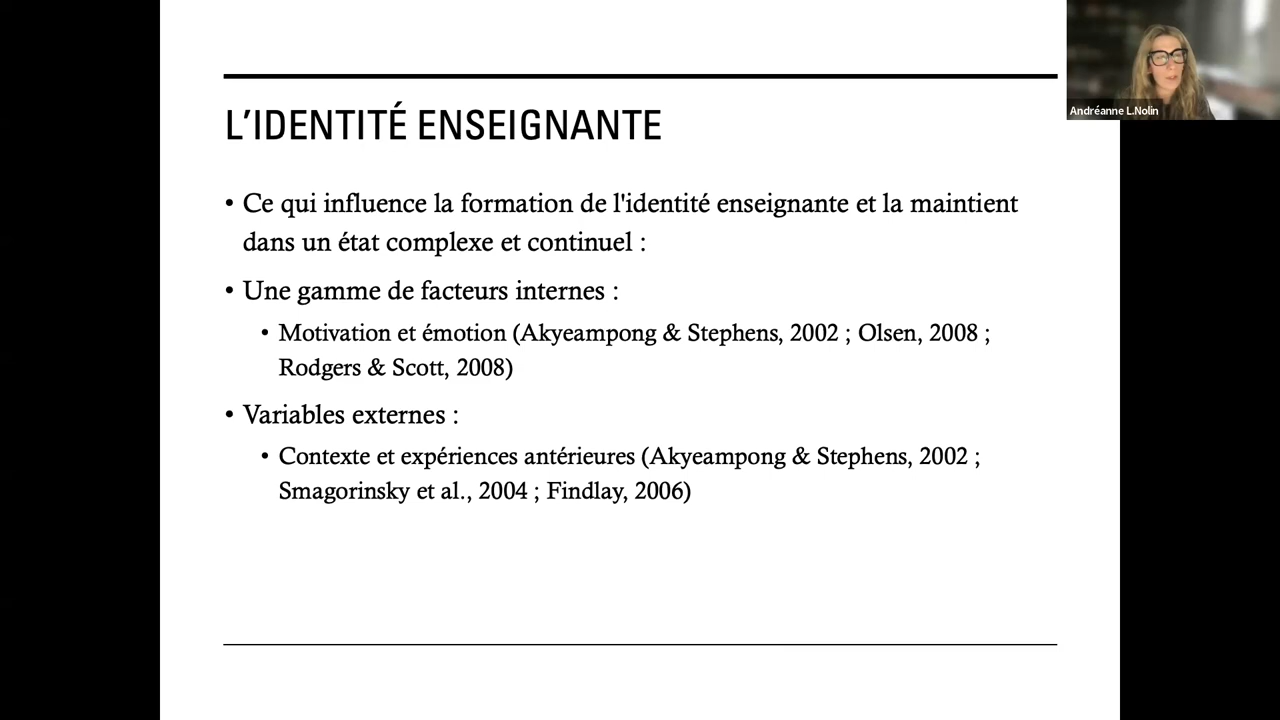 L'IDENTITÉ ENSEIGNANTE
• Ce qui influence la formation de l'identité enseignante et la maintient
dans un état complexe et continuel :
• Une gamme de facteurs internes :
• Motivation et émotion (Akyeampong & Stephens, 2002 ; Olsen, 2008 ;
Rodgers & Scott, 2008)
• Variables externes :
• Contexte et expériences antérieures (Akyeampong & Stephens, 2002 ;
Smagorinsky et al., 2004 ; Findlay, 2006)
Andréanne L.Nolin